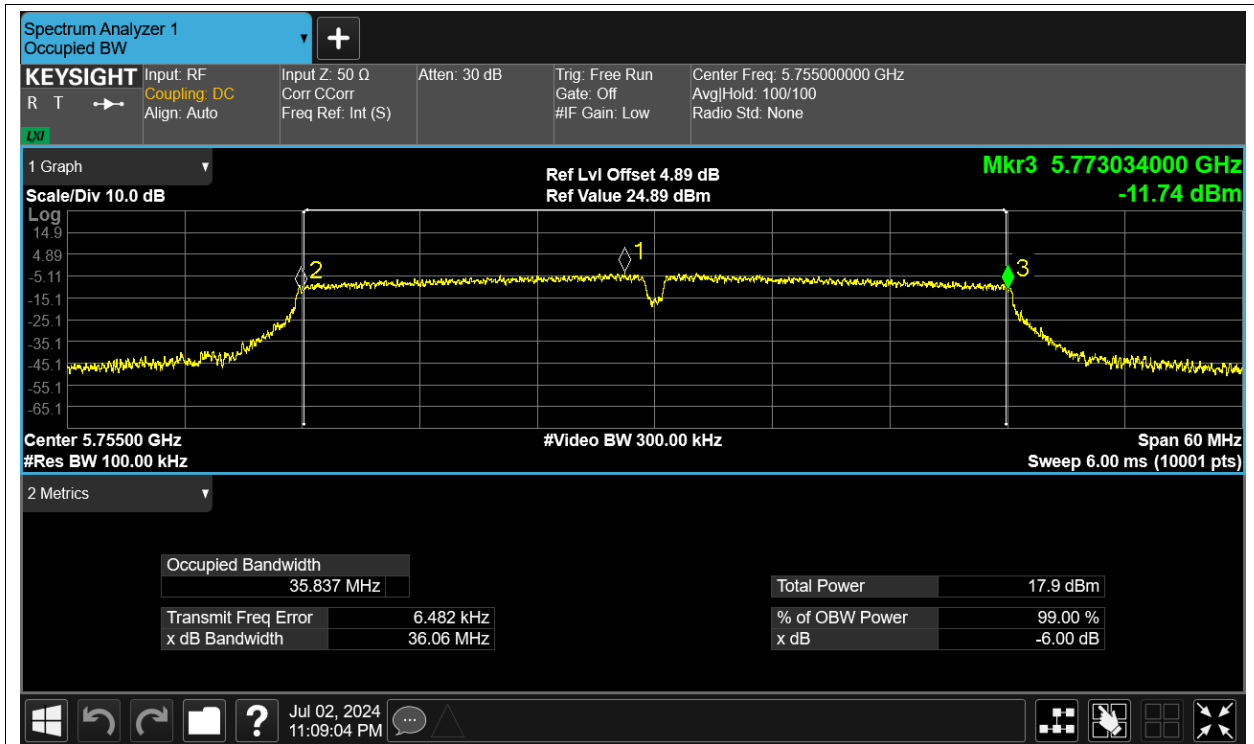 Spectrum Analyzer 1
Occupied BW
KEYSIGHT
R T
LXI
Input: RF
Coupling: DC
Align: Auto
Input Z: 50 Ω
Corr CCorr
Freq Ref: Int (S)
Atten: 30 dB
Trig: Free Run
Gate: Off
#IF Gain: Low
Center Freq: 5.755000000 GHz
Avg|Hold: 100/100
Radio Std: None
1 Graph
Scale/Div 10.0 dB
Ref Lvl Offset 4.89 dB
Ref Value 24.89 dBm
Mkr3 5.773034000 GHz
-11.74 dBm
Log
14.9
4.89
-5.11
-15.1
-25.1
-35.1
-45.1
-55.1
-65.1
2
1
3
Center 5.75500 GHz
#Res BW 100.00 kHz
#Video BW 300.00 kHz
Span 60 MHz
Sweep 6.00 ms (10001 pts)
2 Metrics
Occupied Bandwidth
35.837 MHz
Transmit Freq Error 6.482 kHz
x dB Bandwidth 36.06 MHz
Total Power 17.9 dBm
% of OBW Power 99.00 %
x dB -6.00 dB
?
Jul 02, 2024
11:09:04 PM